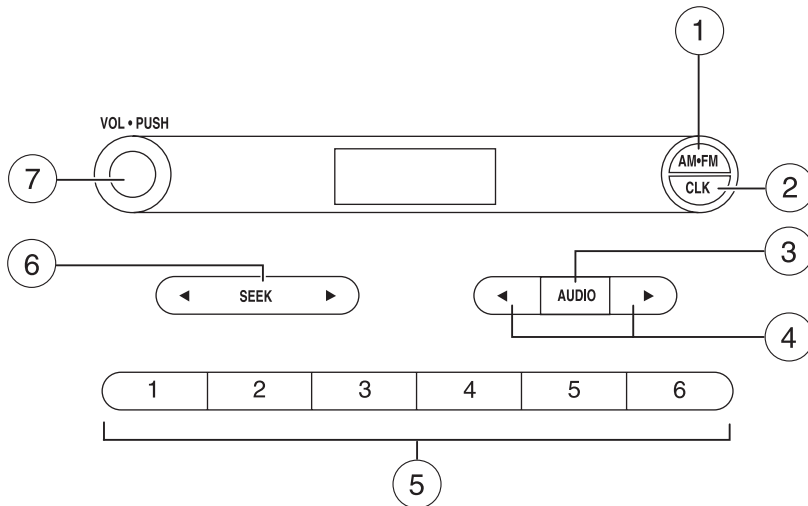 1
VOL • PUSH
AM•FM
7
CLK
2
6
3
◄ SEEK ►
◄ AUDIO ►
4
1 2 3 4 5 6
5